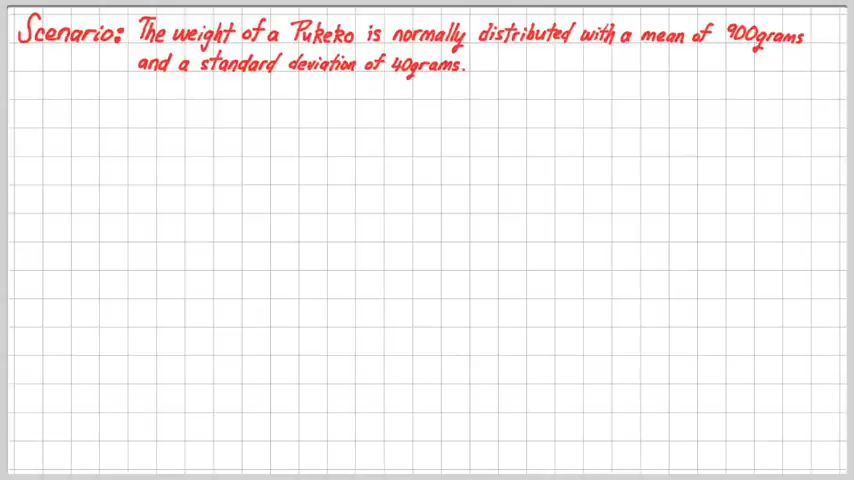 Scenario: The weight of a Pukeko is normally distributed with a mean of 900grams
and a standard deviation of 40grams.